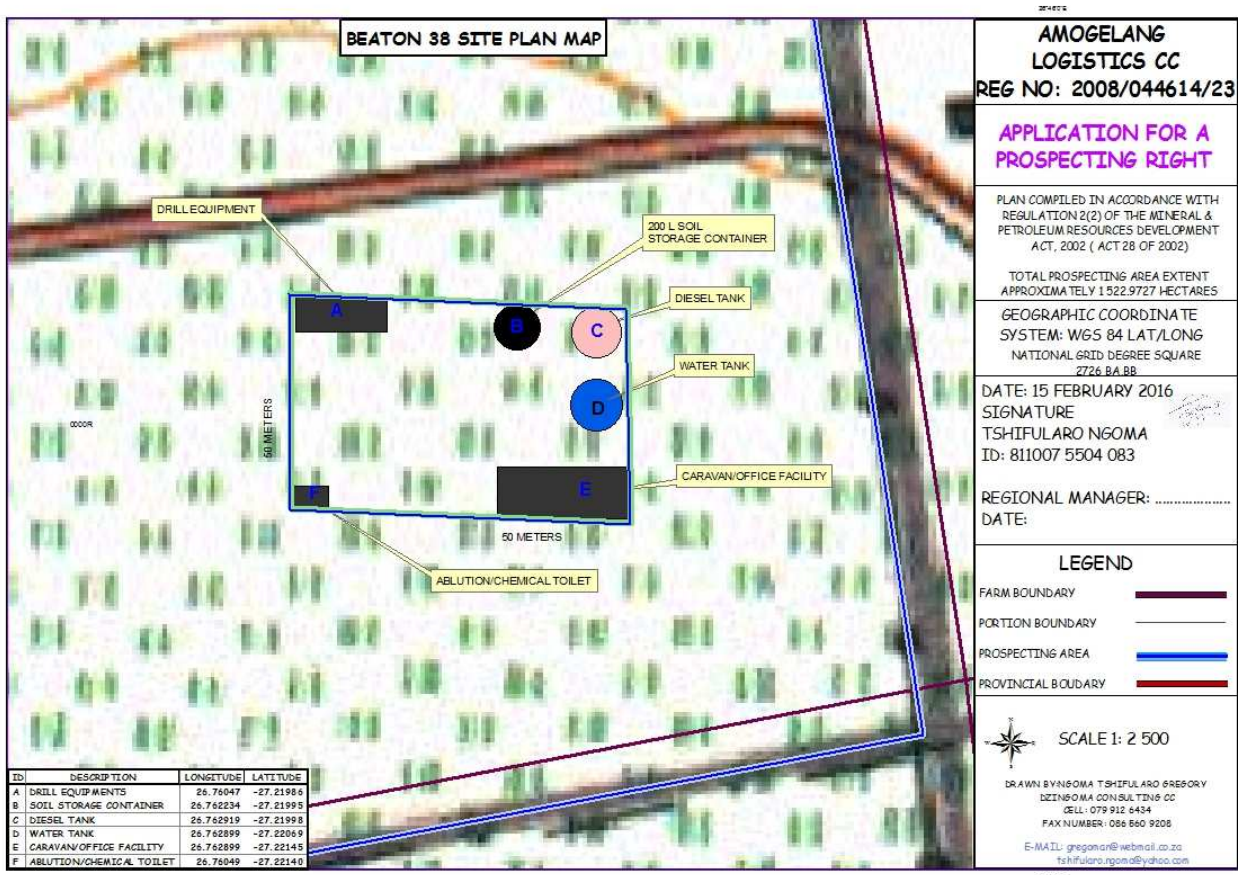 BEATON 38 SITE PLAN MAP
DRILL EQUIPMENT
200 L SOIL
STORAGE CONTAINER
DIESEL TANK
WATER TANK
CARAVAN/OFFICE FACILITY
ABLUTION/CHEMICAL TOILET
A
B
C
D
E
F
50 METERS
50 METERS
ID DESCRIPTION LONGITUDE LATITUDE
A DRILL EQUIPMENTS 26.76047 -27.21986
B SOIL STORAGE CONTAINER 26.762234 -27.21995
C DIESEL TANK 26.762919 -27.21998
D WATER TANK 26.762899 -27.22069
E CARAVAN/OFFICE FACILITY 26.762899 -27.22145
F ABLUTION/CHEMICAL TOILET 26.76049 -27.22140
AMOGELANG
LOGISTICS CC
REG NO: 2008/044614/23
APPLICATION FOR A
PROSPECTING RIGHT
PLAN COMPILED IN ACCORDANCE WITH
REGULATION 2(2) OF THE MINERAL &
PETROLEUM RESOURCES DEVELOPMENT
ACT, 2002 ( ACT 28 OF 2002)
TOTAL PROSPECTING AREA EXTENT
APPROXIMATELY 1 522.9727 HECTARES
GEOGRAPHIC COORDINATE
SYSTEM: WGS 84 LAT/LONG
NATIONAL GRID DEGREE SQUARE
2726 BA.BB
DATE: 15 FEBRUARY 2016
SIGNATURE
TSHIFULARO NGOMA
ID: 811007 5504 083
REGIONAL MANAGER: ...................
DATE:
LEGEND
FARM BOUNDARY
PORTION BOUNDARY
PROSPECTING AREA
PROVINCIAL BOUDARY
SCALE 1: 2 500
DRAWN BY:NGOMA TSHIFULARO GREGORY
DZINGOMA CONSULTING CC
CELL: 079 912 6434
FAX NUMBER: 086 560 9208
E-MAIL: gregoman@webmail.co.za
tshifularo.ngoma@yahoo.com